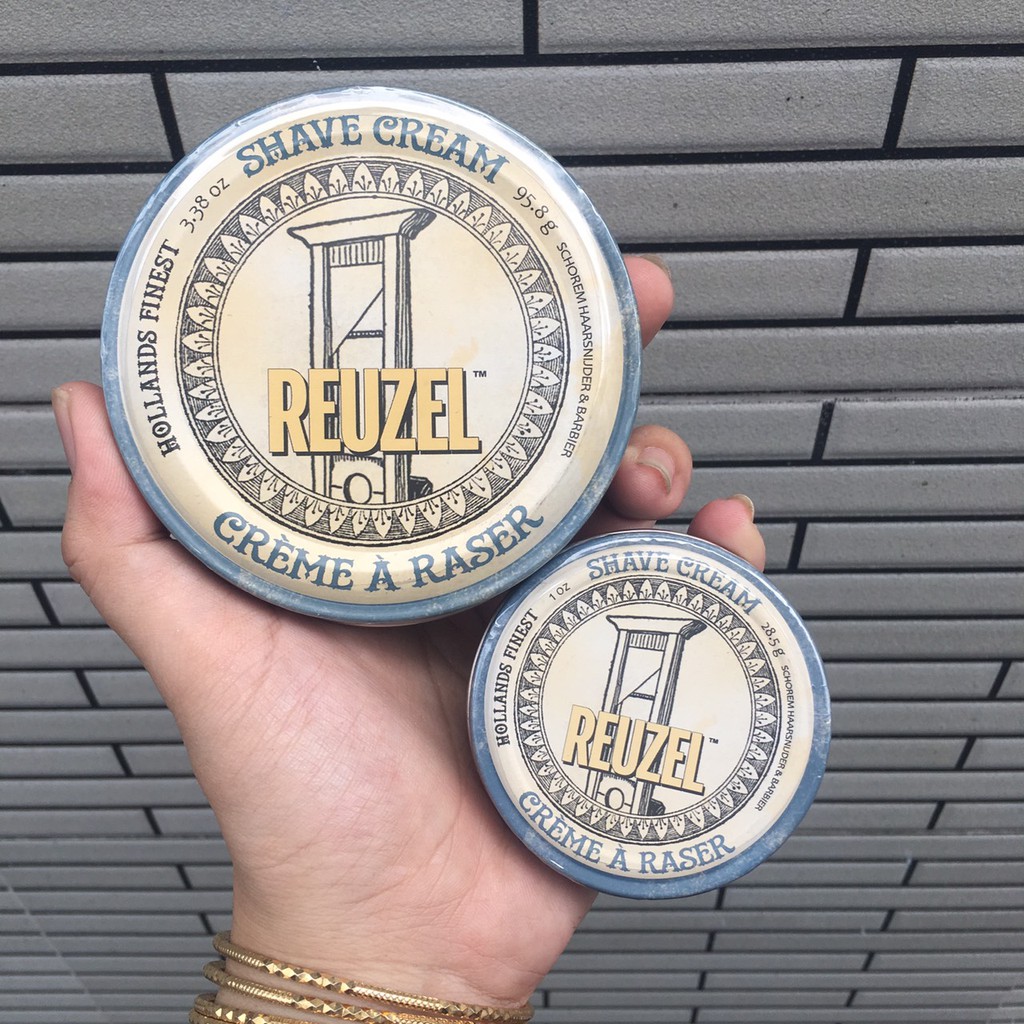 SHAVE CREAM
3.38 OZ
95.8 g
HOLLANDS FINEST
SCHOREM HAARSNIJDER & BARBIER
REUZEL™
CRÈME À RASER
SHAVE CREAM
1 OZ
28,5 g
HOLLANDS FINEST
SCHOREM HAARSNIJDER & BARBIER
REUZEL™
CRÈME À RASER